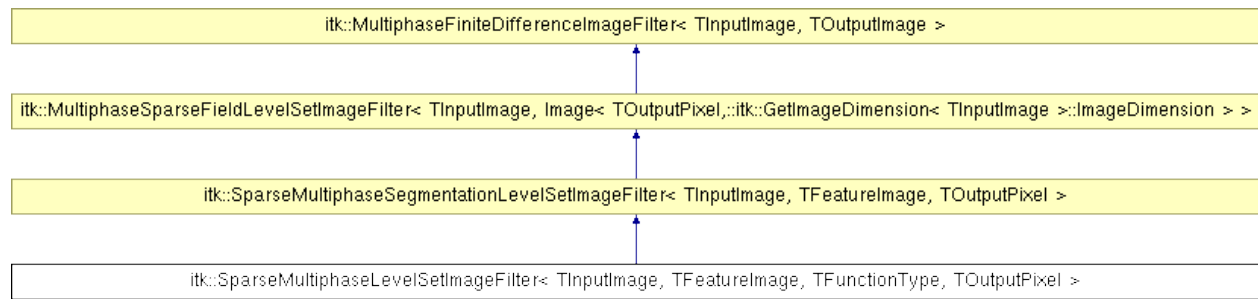 itk::MultiphaseFiniteDifferenceImageFilter< TInputImage, TOutputImage >
itk::MultiphaseSparseFieldLevelSetImageFilter< TInputImage, Image< TOutputPixel,::itk::GetImageDimension< TInputImage >::ImageDimension > >
itk::SparseMultiphaseSegmentationLevelSetImageFilter< TInputImage, TFeatureImage, TOutputPixel >
itk::SparseMultiphaseLevelSetImageFilter< TInputImage, TFeatureImage, TFunctionType, TOutputPixel >